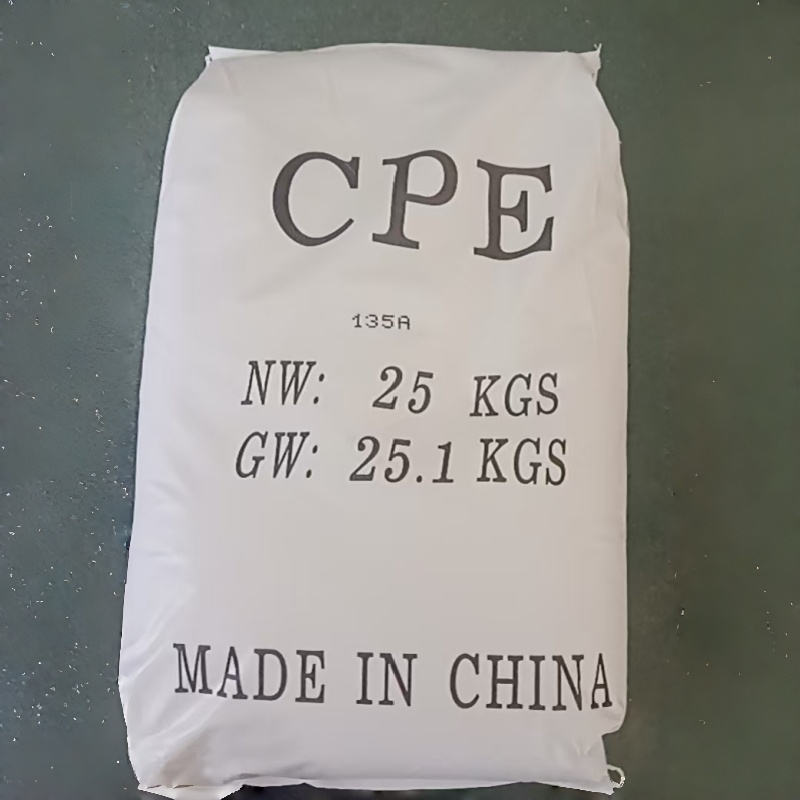 CPE
135A
NW: 25 KGS
GW: 25.1 KGS
MADE IN CHINA